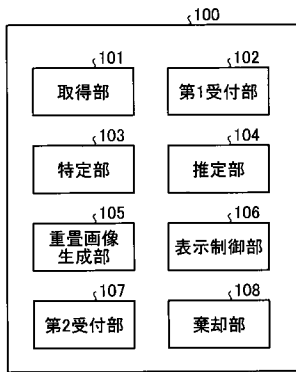 100
101
取得部
102
第1受付部
103
特定部
104
推定部
105
重畳画像
生成部
106
表示制御部
107
第2受付部
108
棄却部